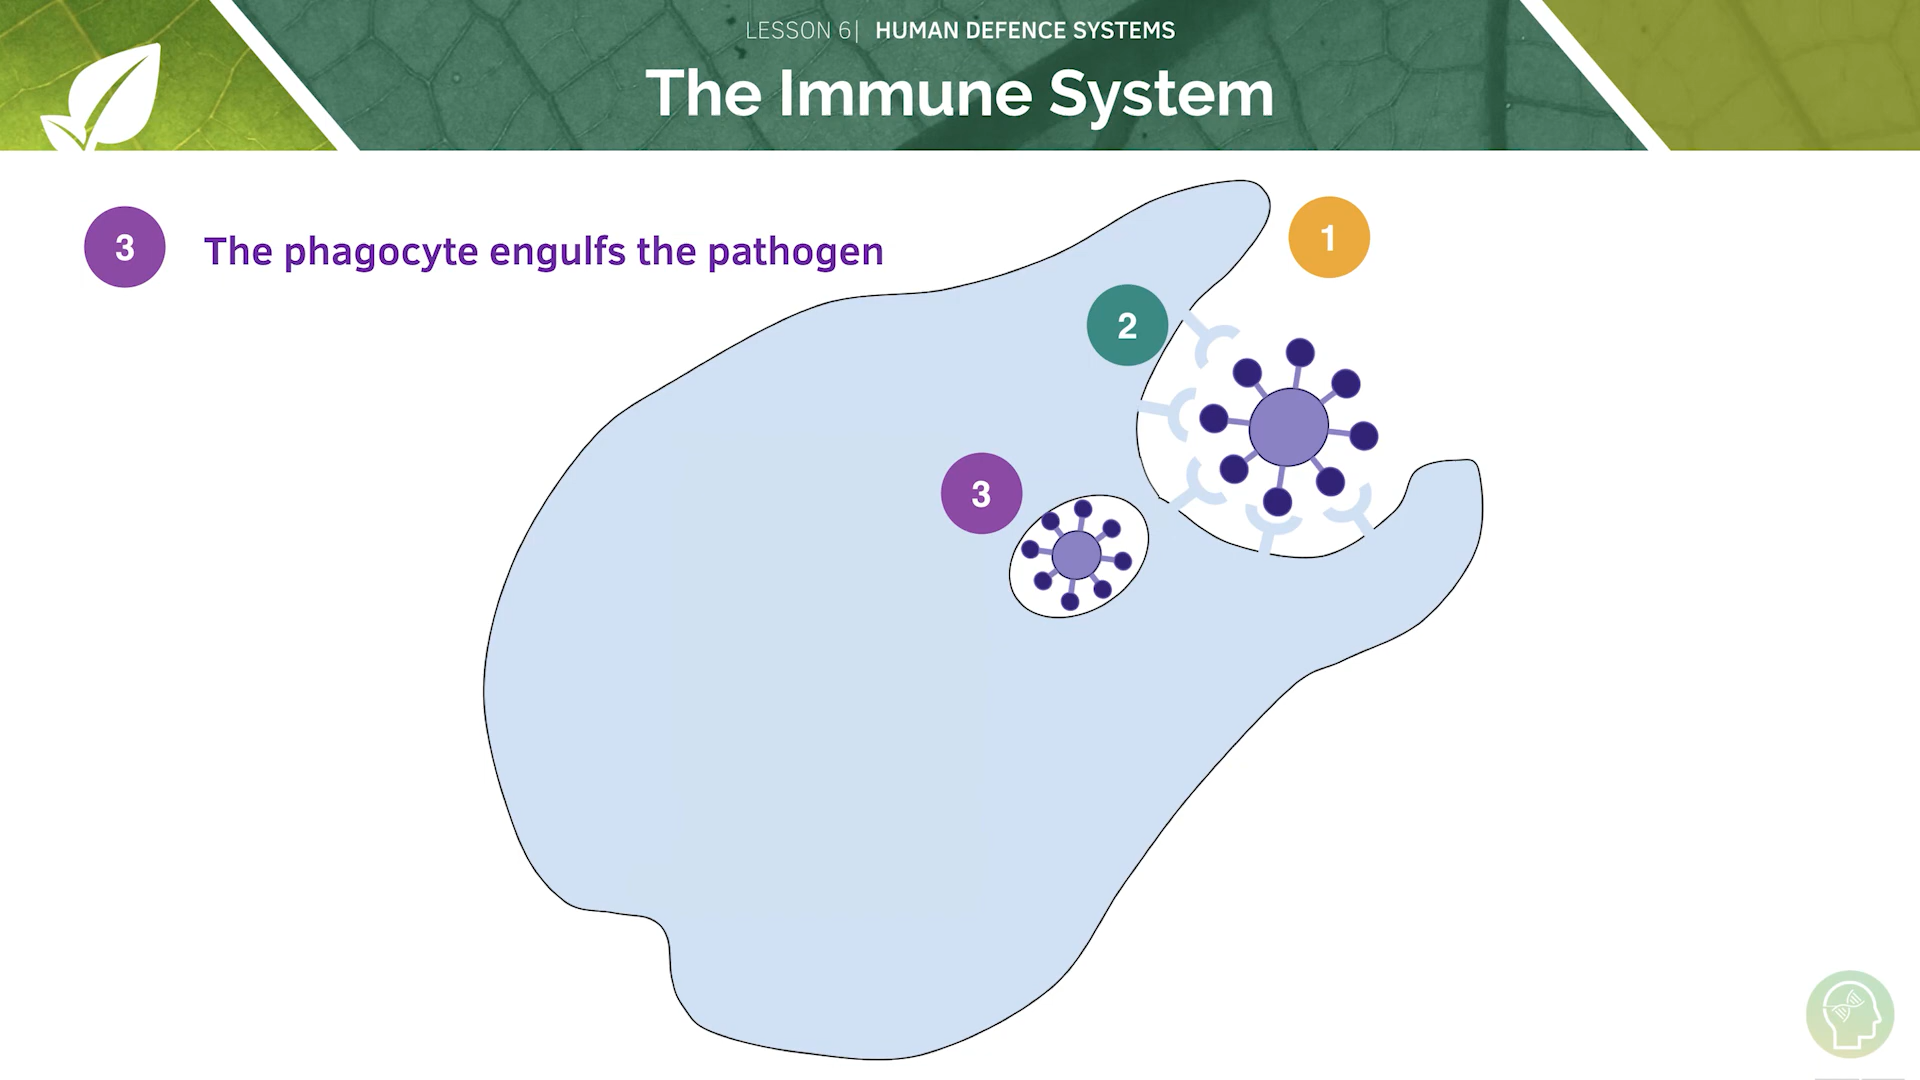 LESSON 6| HUMAN DEFENCE SYSTEMS
The Immune System
3 The phagocyte engulfs the pathogen
1
2
3